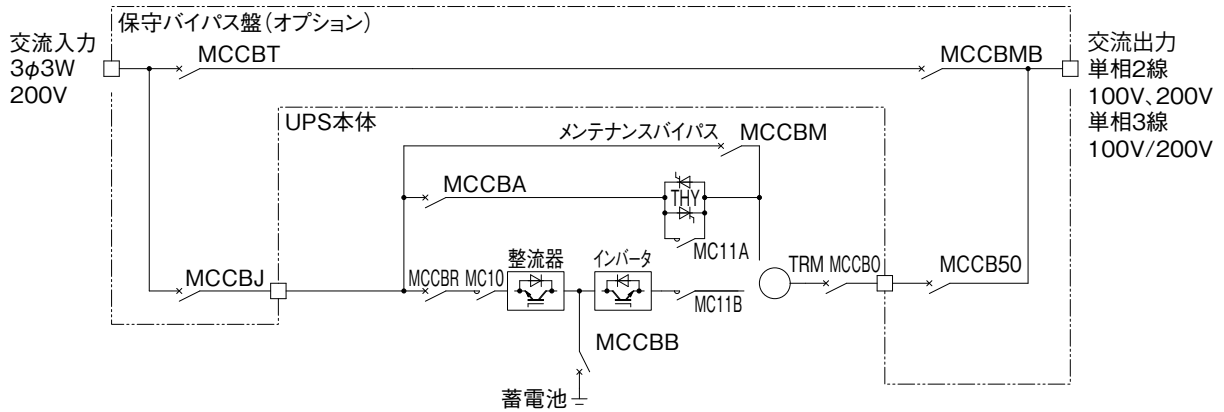 保守バイパス盤(オプション)
交流入力
3φ3W
200V
MCCBT
MCCBMB
交流出力
単相2線
100V、200V
単相3線
100V/200V
UPS本体
メンテナンスバイパス
MCCBM
MCCBA
THY
MC11A
MCCBJ
MCCBR
MC10
整流器
インバータ
MC11B
TRM
MCCBO
MCCB50
MCCBB
蓄電池